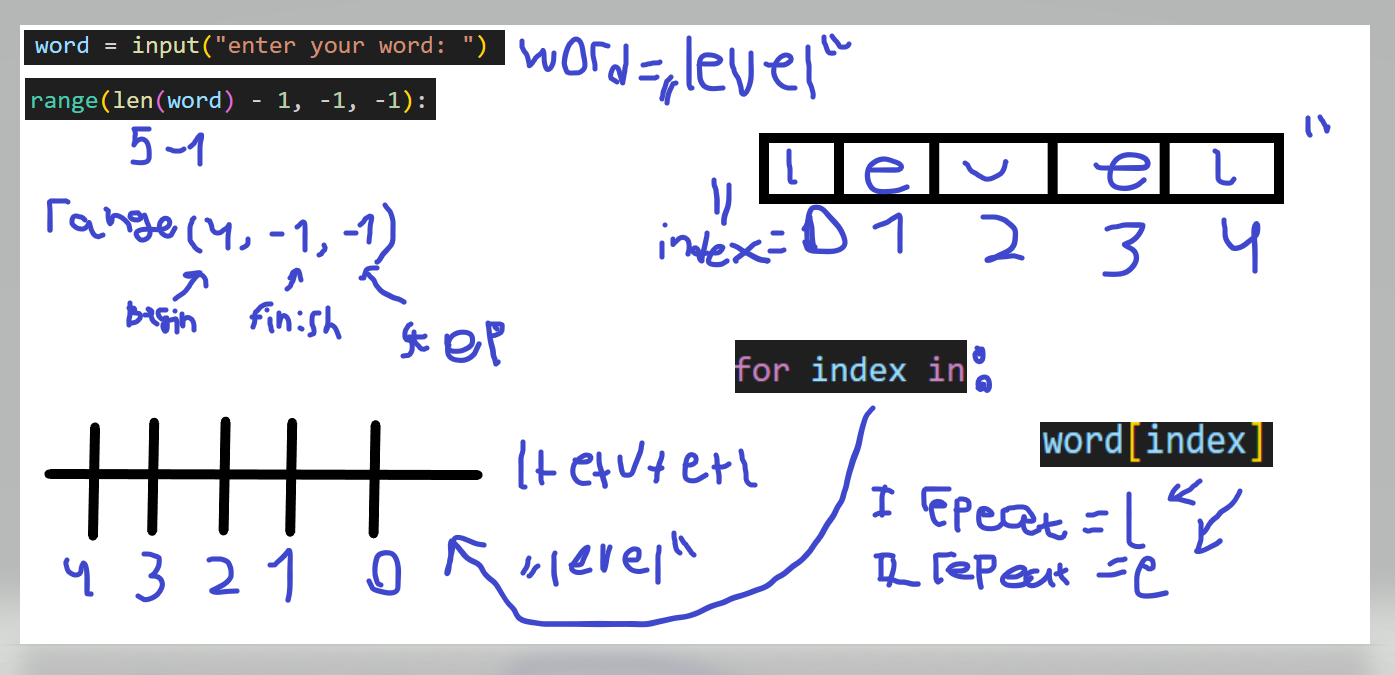 word = input("enter your word: ")
word=„level“
range(len(word) - 1, -1, -1):
5-1
l e v e l "
"
index= 0 1 2 3 4
range(4, -1, -1)
begin finish step
for index in:
word[index]
l+e+v+e+l
I repeat = l
„level“
II repeat = e
4 3 2 1 0